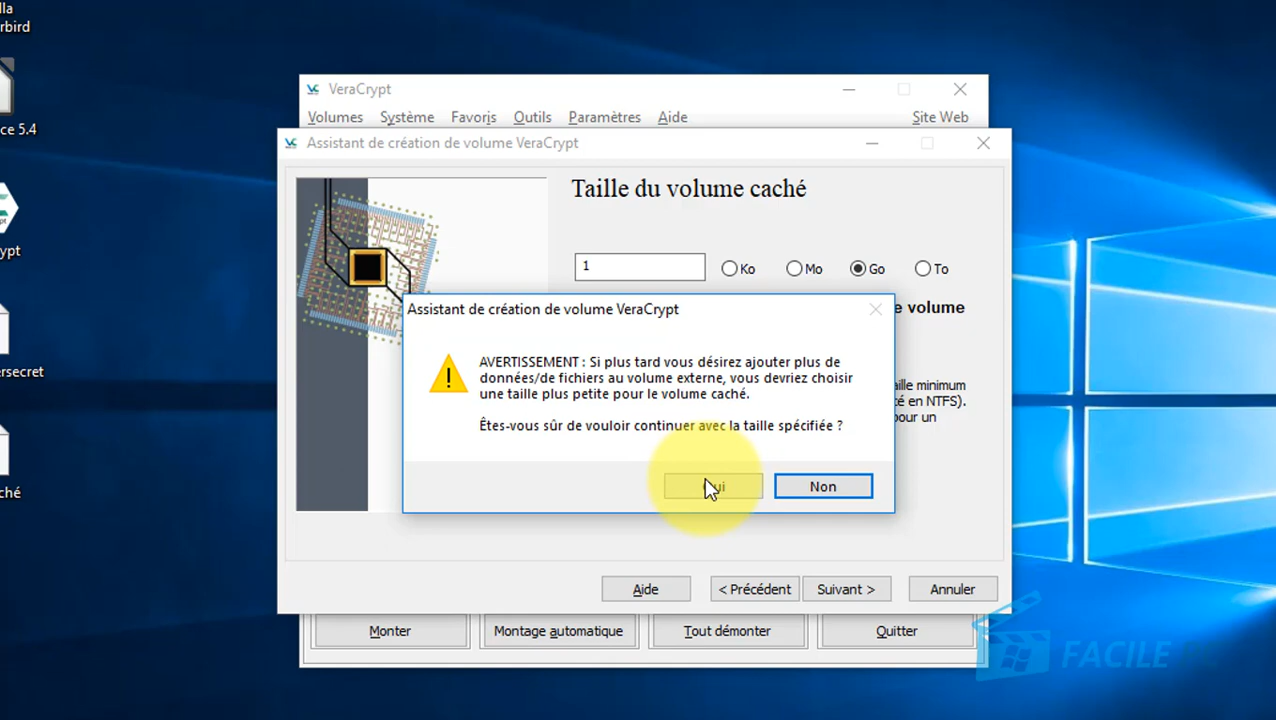 lla
rbird
VeraCrypt
Volumes Système Favoris Outils Paramètres Aide Site Web
ce 5.4
Assistant de création de volume VeraCrypt
Taille du volume caché
1 Ko Mo Go To
ypt
Assistant de création de volume VeraCrypt
e volume
AVERTISSEMENT : Si plus tard vous désirez ajouter plus de
données/de fichiers au volume externe, vous devriez choisir
une taille plus petite pour le volume caché.
Êtes-vous sûr de vouloir continuer avec la taille spécifiée ?
aille minimum
é en NTFS).
our un
rsecret
Oui Non
ché
Aide < Précédent Suivant > Annuler
Monter Montage automatique Tout démonter Quitter
FACILE